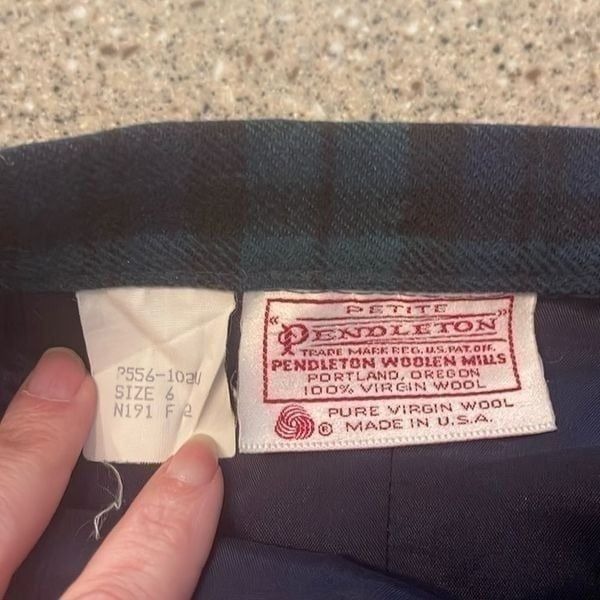 P556-102U
SIZE 6
N191 F 2
PETITE
"PENDLETON"
TRADE MARK REG. U.S. PAT. OFF.
PENDLETON WOOLEN MILLS
PORTLAND, OREGON
100% VIRGIN WOOL
PURE VIRGIN WOOL
® MADE IN U.S.A.